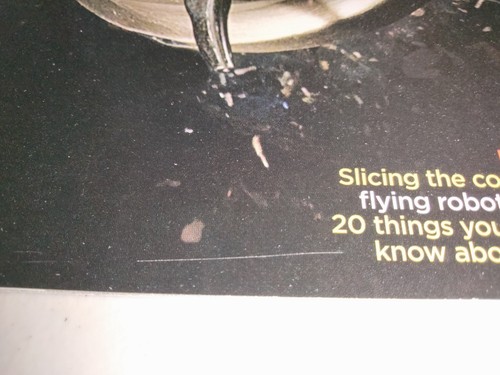 Slicing the co
flying robot
20 things you
know abo